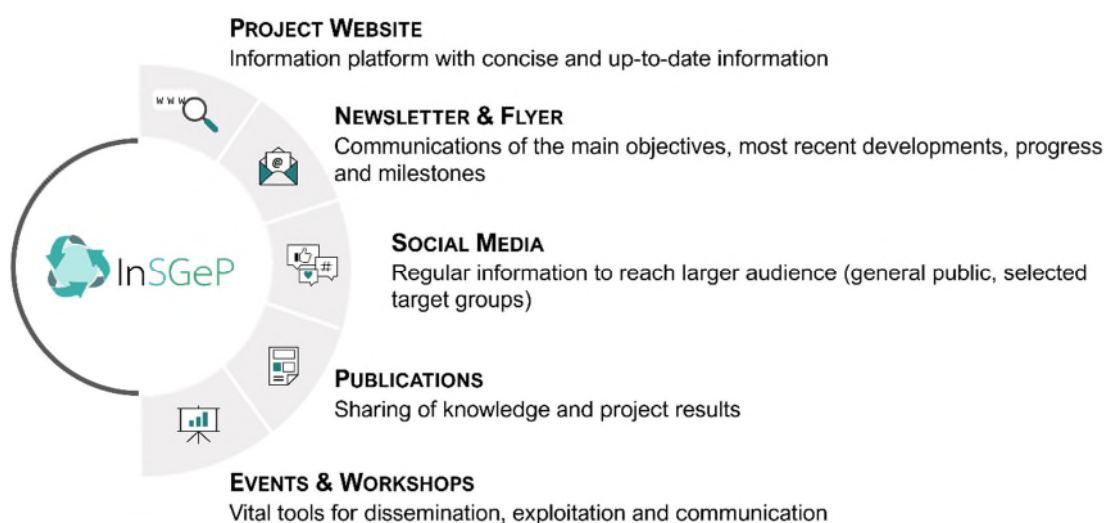 PROJECT WEBSITE
Information platform with concise and up-to-date information
www
NEWSLETTER & FLYER
Communications of the main objectives, most recent developments, progress
and milestones
@
SOCIAL MEDIA
Regular information to reach larger audience (general public, selected
target groups)
#
InSGeP
PUBLICATIONS
Sharing of knowledge and project results
EVENTS & WORKSHOPS
Vital tools for dissemination, exploitation and communication